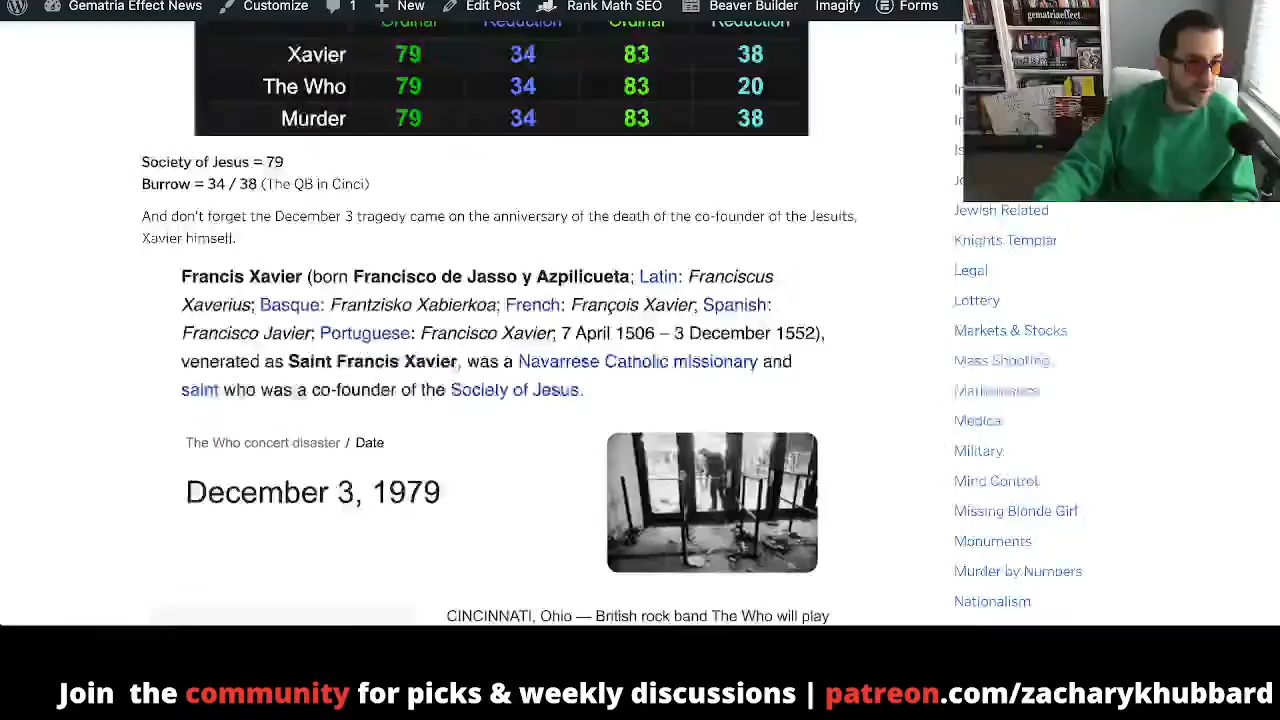 Gematria Effect News Customize 1 New Edit Post Rank Math SEO Beaver Builder Imagify Forms
gematriaeffect
Ordinal Reduction Ordinal Reduction
Xavier 79 34 83 38
The Who 79 34 83 20
Murder 79 34 83 38
Society of Jesus = 79
Burrow = 34 / 38 (The QB in Cinci)
And don't forget the December 3 tragedy came on the anniversary of the death of the co-founder of the Jesuits,
Xavier himself.
Francis Xavier (born Francisco de Jasso y Azpilicueta; Latin: Franciscus
Xaverius; Basque: Frantzisko Xabierkoa; French: François Xavier; Spanish:
Francisco Javier; Portuguese: Francisco Xavier; 7 April 1506 – 3 December 1552),
venerated as Saint Francis Xavier, was a Navarrese Catholic missionary and
saint who was a co-founder of the Society of Jesus.
The Who concert disaster / Date
December 3, 1979
CINCINNATI, Ohio — British rock band The Who will play
Jewish Related
Knights Templar
Legal
Lottery
Markets & Stocks
Mass Shooting
Mathematics
Medical
Military
Mind Control
Missing Blonde Girl
Monuments
Murder by Numbers
Nationalism
Join the community for picks & weekly discussions | patreon.com/zacharykhubbard